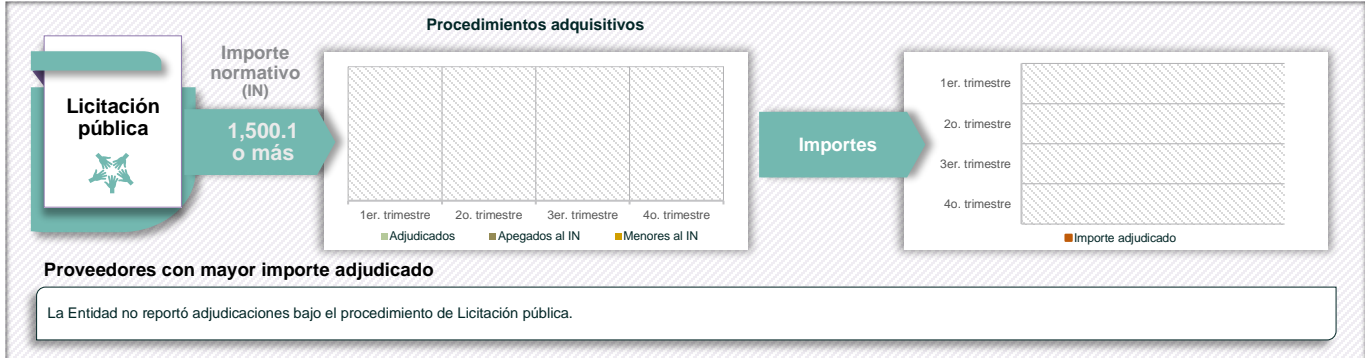 Procedimientos adquisitivos
Licitación
pública
Importe
normativo
(IN)
1,500.1
o más
1er. trimestre
2o. trimestre
3er. trimestre
4o. trimestre
Adjudicados
Apegados al IN
Menores al IN
Importes
1er. trimestre
2o. trimestre
3er. trimestre
4o. trimestre
Importe adjudicado
Proveedores con mayor importe adjudicado
La Entidad no reportó adjudicaciones bajo el procedimiento de Licitación pública.